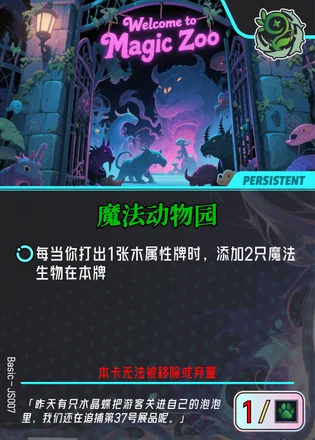 Welcome to
Magic Zoo
PERSISTENT
魔法动物园
每当你打出1张木属性牌时，添加2只魔法
生物在本牌
本卡无法被移除或弃置
Basic-JS007
「昨天有只水晶蝶把游客关进自己的泡泡
里，我们还在追捕第37号展品呢。」
1/